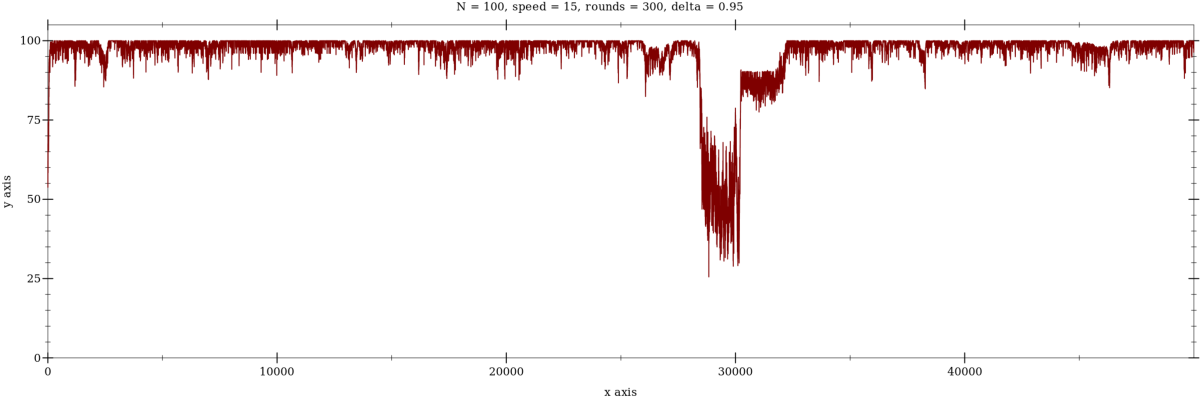 N = 100, speed = 15, rounds = 300, delta = 0.95
100
75
y axis
50
25
0
0 10000 20000 30000 40000
x axis